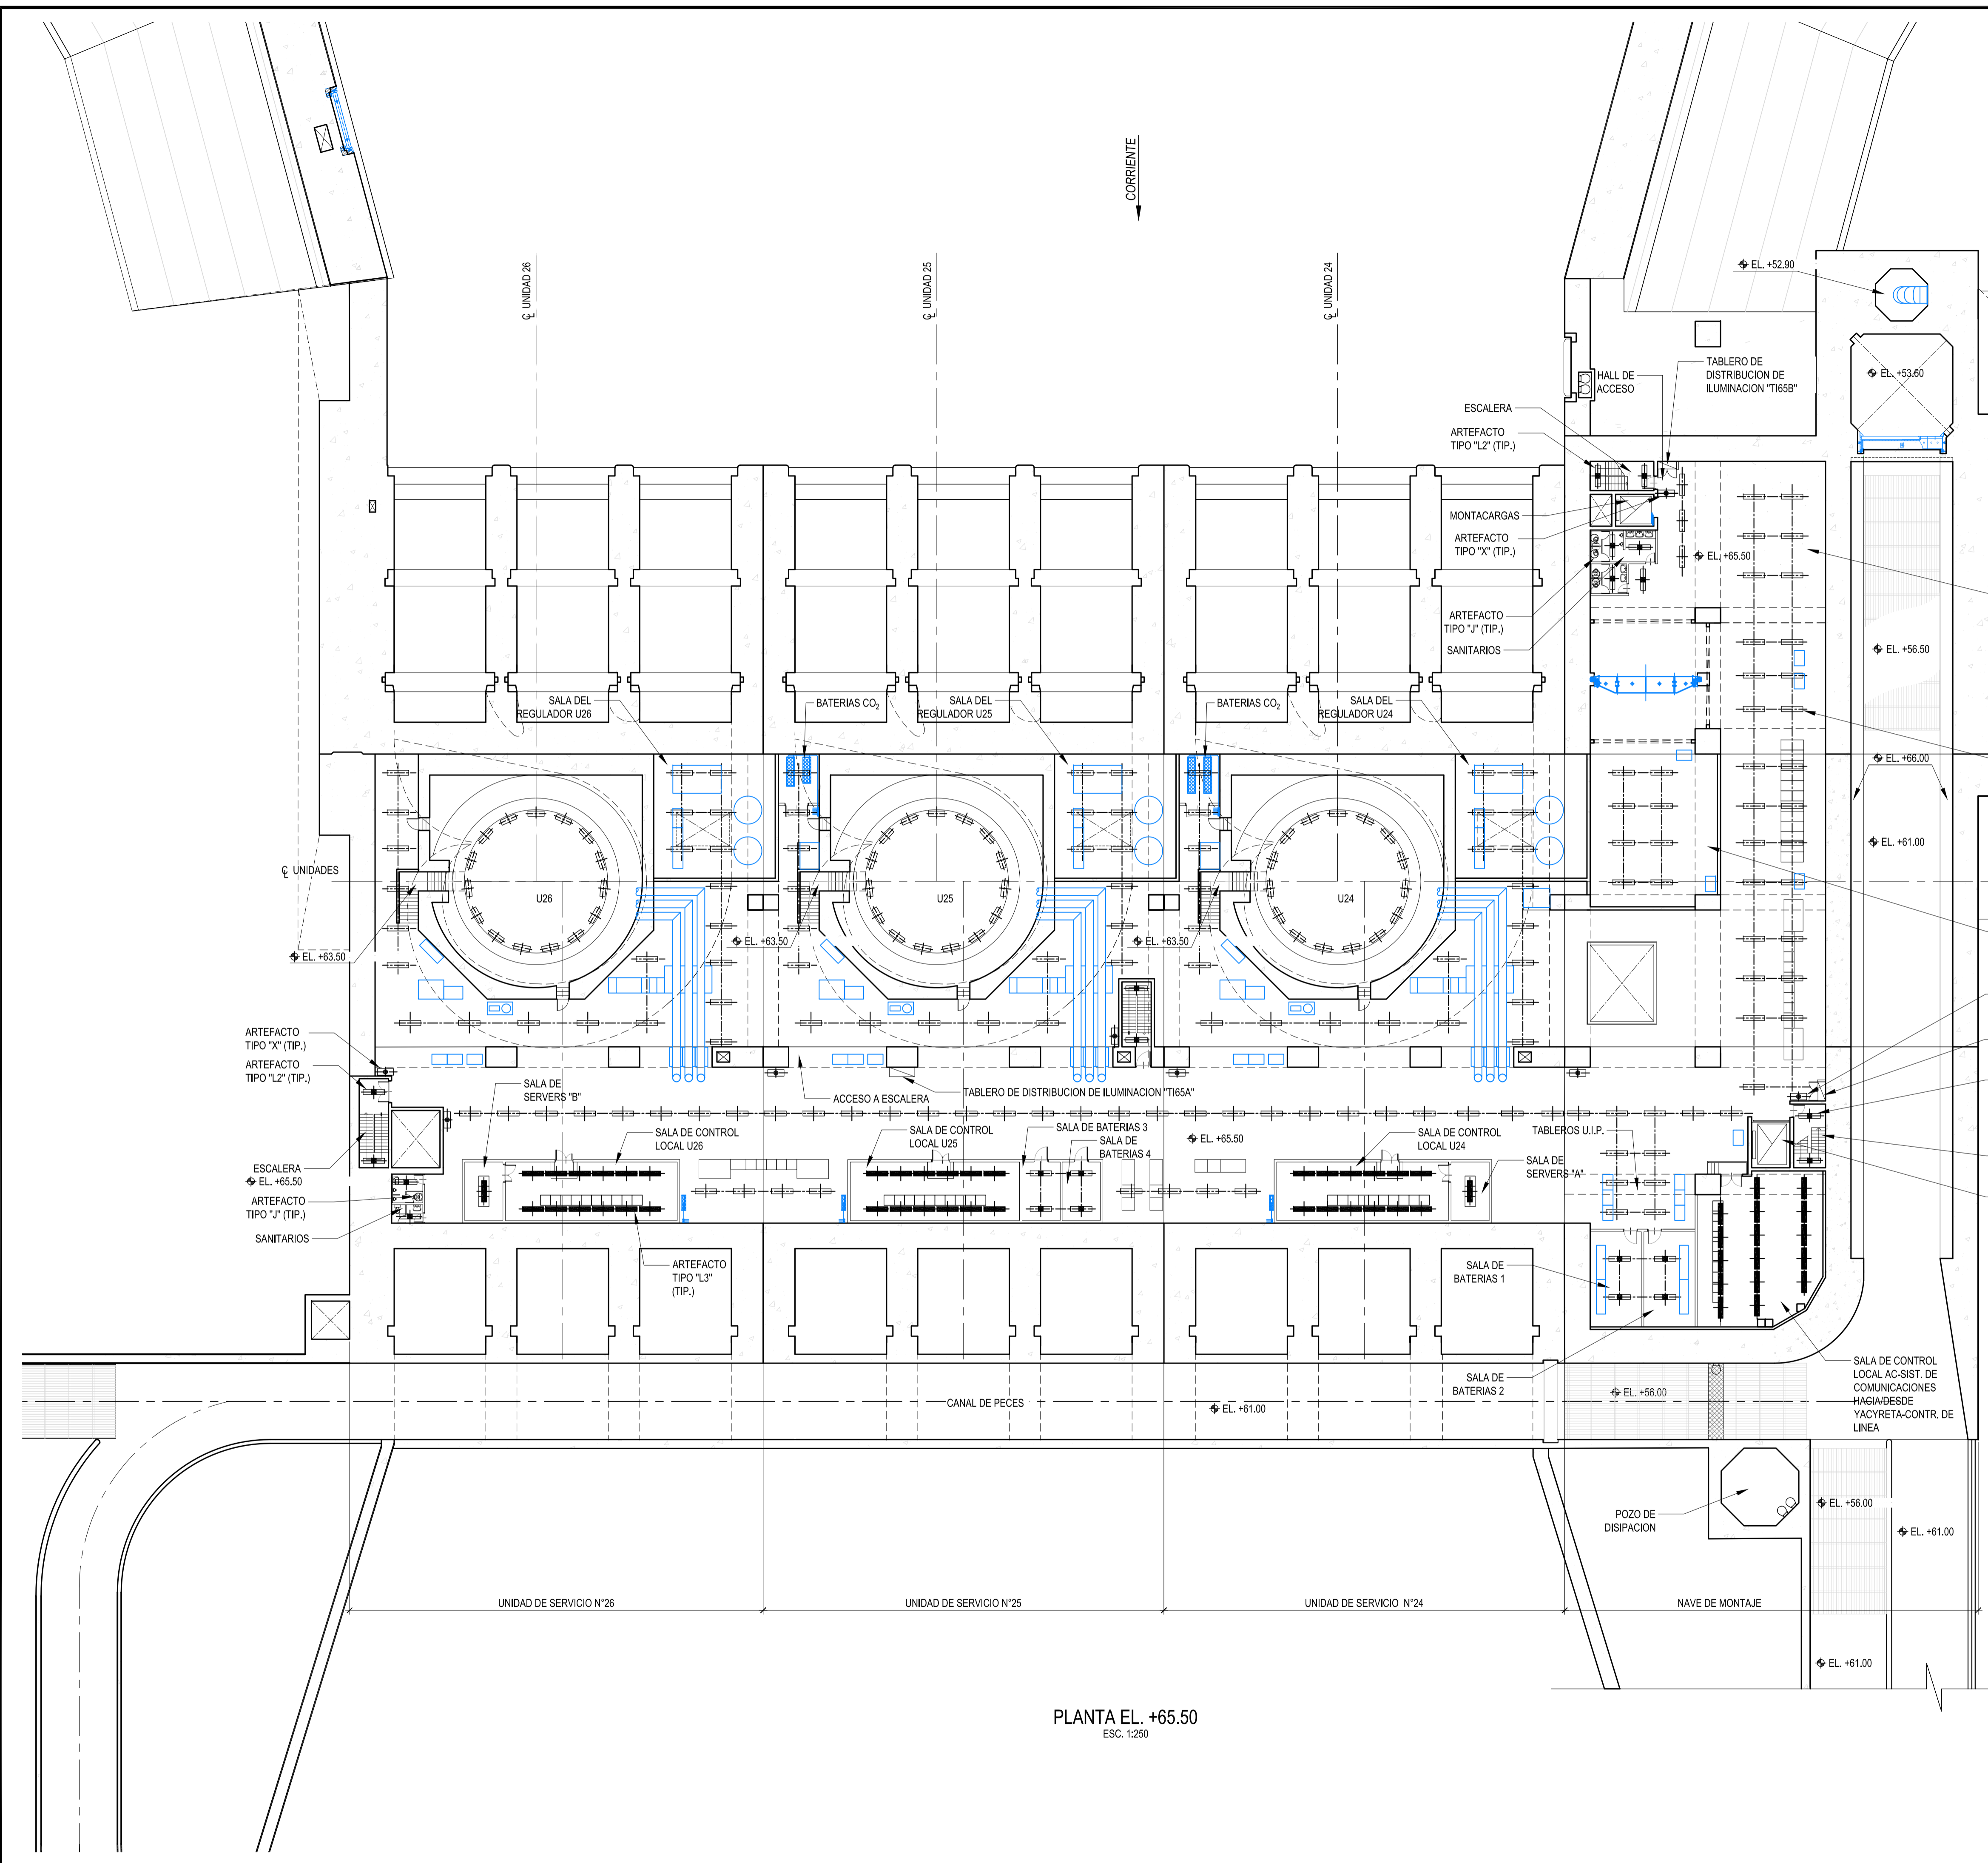 CORRIENTE
℄ UNIDAD 26
℄ UNIDAD 25
℄ UNIDAD 24
EL. +52.90
HALL DE
ACCESO
TABLERO DE
DISTRIBUCION DE
ILUMINACION "TI65B"
EL. +53.60
ESCALERA
ARTEFACTO
TIPO "L2" (TIP.)
MONTACARGAS
ARTEFACTO
TIPO "X" (TIP.)
EL. +65.50
ARTEFACTO
TIPO "J" (TIP.)
SANITARIOS
EL. +56.50
SALA DEL
REGULADOR U26
BATERIAS CO₂
SALA DEL
REGULADOR U25
BATERIAS CO₂
SALA DEL
REGULADOR U24
EL. +66.00
EL. +61.00
℄ UNIDADES
U26
U25
U24
EL. +63.50
EL. +63.50
EL. +63.50
ARTEFACTO
TIPO "X" (TIP.)
ARTEFACTO
TIPO "L2" (TIP.)
SALA DE
SERVERS "B"
ACCESO A ESCALERA
TABLERO DE DISTRIBUCION DE ILUMINACION "TI65A"
SALA DE CONTROL
LOCAL U26
SALA DE CONTROL
LOCAL U25
SALA DE BATERIAS 3
SALA DE
BATERIAS 4
EL. +65.50
SALA DE CONTROL
LOCAL U24
TABLEROS U.I.P.
SALA DE
SERVERS "A"
ESCALERA
EL. +65.50
ARTEFACTO
TIPO "J" (TIP.)
SANITARIOS
ARTEFACTO
TIPO "L3"
(TIP.)
SALA DE
BATERIAS 1
SALA DE
BATERIAS 2
SALA DE CONTROL
LOCAL AC-SIST. DE
COMUNICACIONES
HACIA/DESDE
YACYRETA-CONTR. DE
LINEA
CANAL DE PECES
EL. +61.00
EL. +56.00
POZO DE
DISIPACION
EL. +56.00
EL. +61.00
UNIDAD DE SERVICIO N°26
UNIDAD DE SERVICIO N°25
UNIDAD DE SERVICIO N°24
NAVE DE MONTAJE
EL. +61.00
PLANTA EL. +65.50
ESC. 1:250